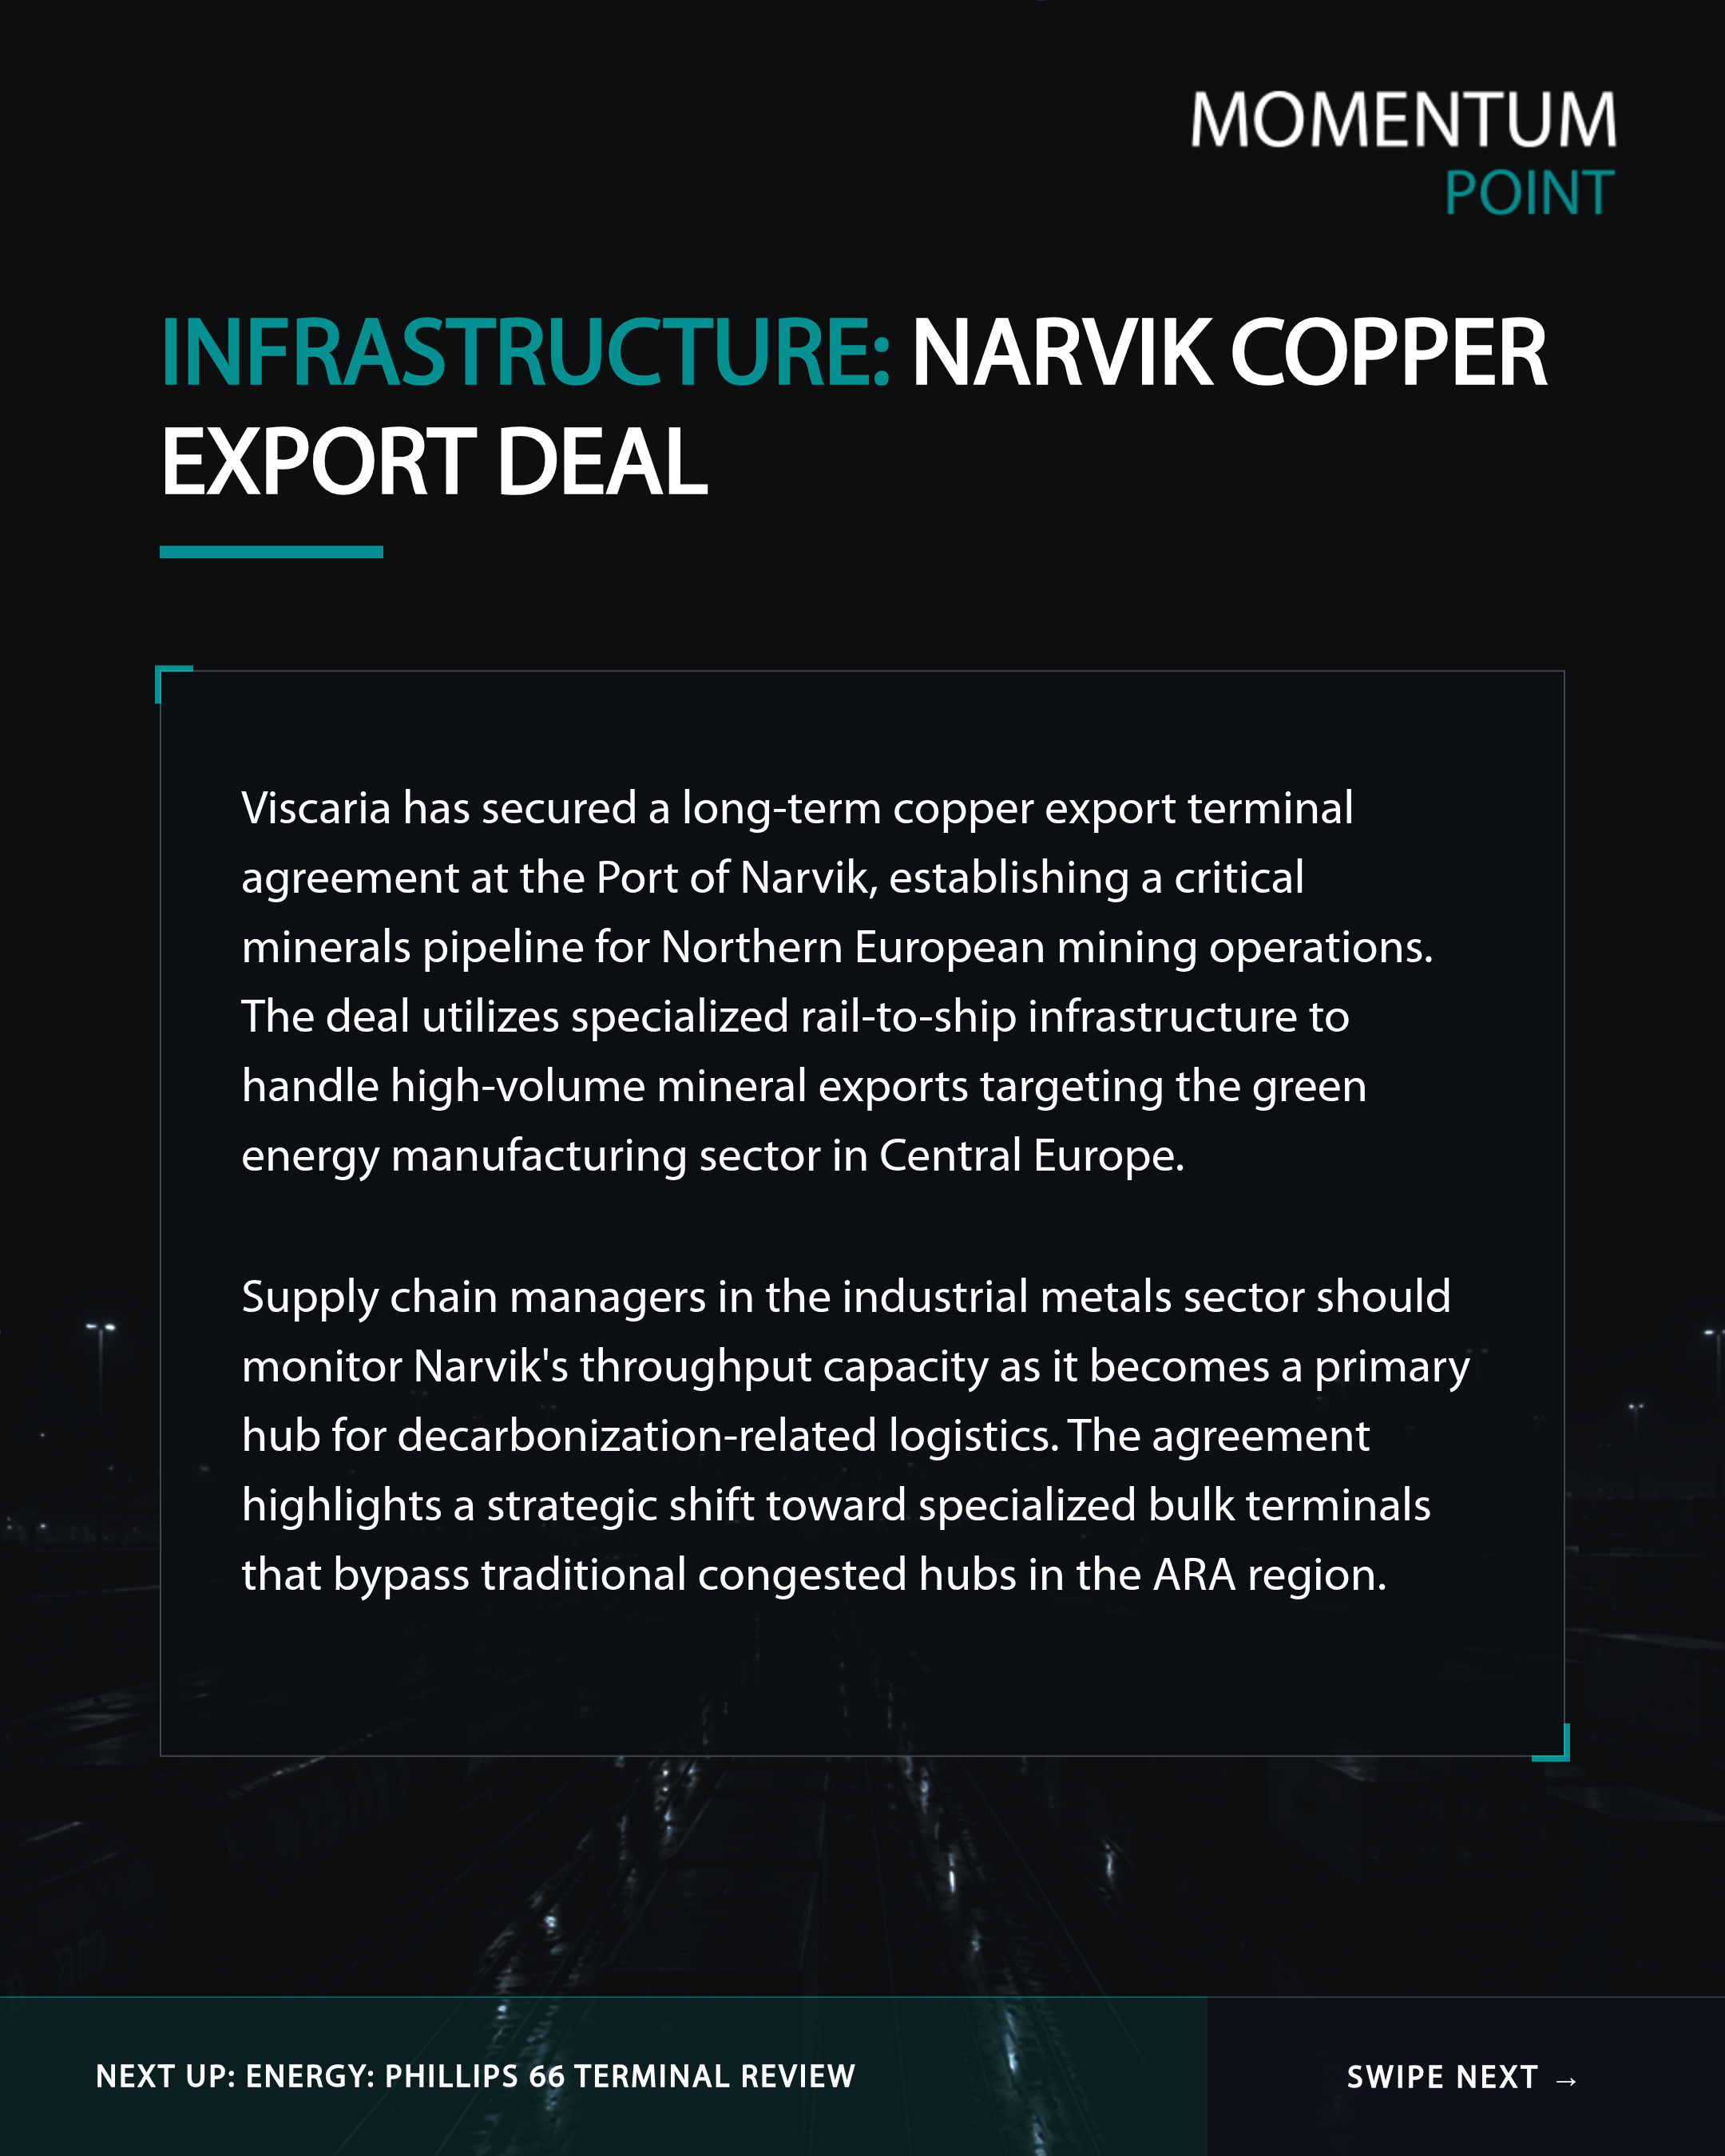 MOMENTUM
POINT
INFRASTRUCTURE: NARVIK COPPER
EXPORT DEAL
Viscaria has secured a long-term copper export terminal
agreement at the Port of Narvik, establishing a critical
minerals pipeline for Northern European mining operations.
The deal utilizes specialized rail-to-ship infrastructure to
handle high-volume mineral exports targeting the green
energy manufacturing sector in Central Europe.
Supply chain managers in the industrial metals sector should
monitor Narvik's throughput capacity as it becomes a primary
hub for decarbonization-related logistics. The agreement
highlights a strategic shift toward specialized bulk terminals
that bypass traditional congested hubs in the ARA region.
NEXT UP: ENERGY: PHILLIPS 66 TERMINAL REVIEW
SWIPE NEXT →